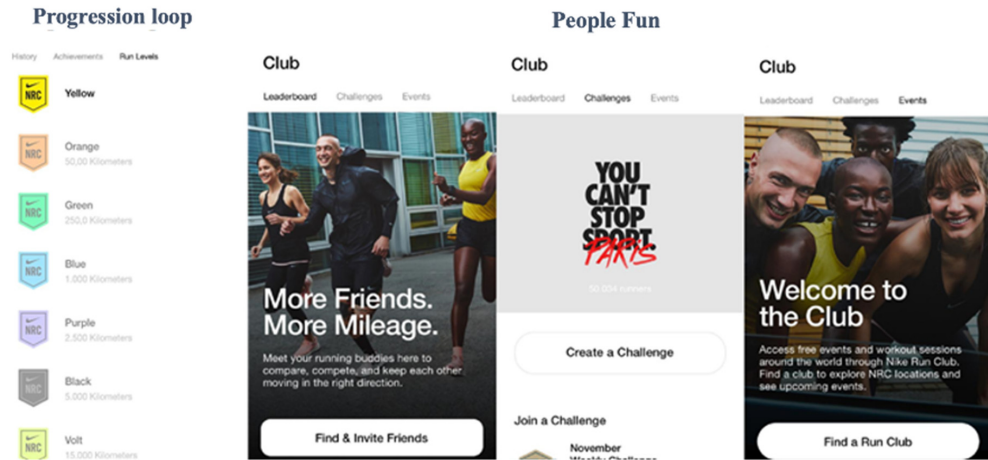 Progression loop
People Fun
History Achievements Run Levels
NRC
Yellow
NRC
Orange
50,00 Kilometers
NRC
Green
250,0 Kilometers
NRC
Blue
1.000 Kilometers
NRC
Purple
2,500 Kilometers
NRC
Black
5.000 Kilometers
NRC
Volt
15.000 Kilometers
Club
Leaderboard Challenges Events
More Friends.
More Mileage.
Meet your running buddies here to
compare, compete, and keep each other
moving in the right direction.
Find & Invite Friends
Club
Leaderboard Challenges Events
YOU
CAN'T
STOP
SPORT.
PARIS
runners
Create a Challenge
Join a Challenge
November
Weekly Challenge
Club
Leaderboard Challenges Events
Welcome to
the Club
Access free events and workout sessions
around the world through Nike Run Club.
Find a club to explore NRC locations and
see upcoming events.
Find a Run Club